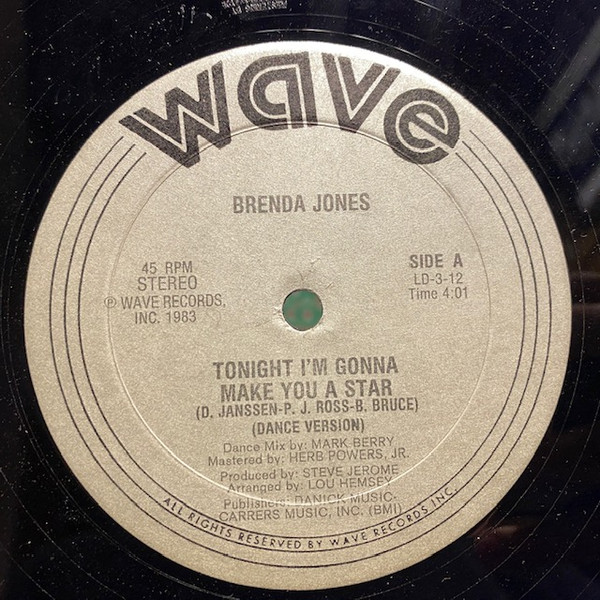 wave
BRENDA JONES
45 RPM
STEREO
℗ WAVE RECORDS,
INC. 1983
SIDE A
LD-3-12
Time 4:01
TONIGHT I'M GONNA
MAKE YOU A STAR
(D. JANSSEN-P. J. ROSS-B. BRUCE)
(DANCE VERSION)
Dance Mix by: MARK BERRY
Mastered by: HERB POWERS, JR.
Produced by: STEVE JEROME
Arranged by: LOU HEMSEY
Publishers: DANICK MUSIC-
CARRERS MUSIC, INC. (BMI)
ALL RIGHTS RESERVED BY WAVE RECORDS INC.